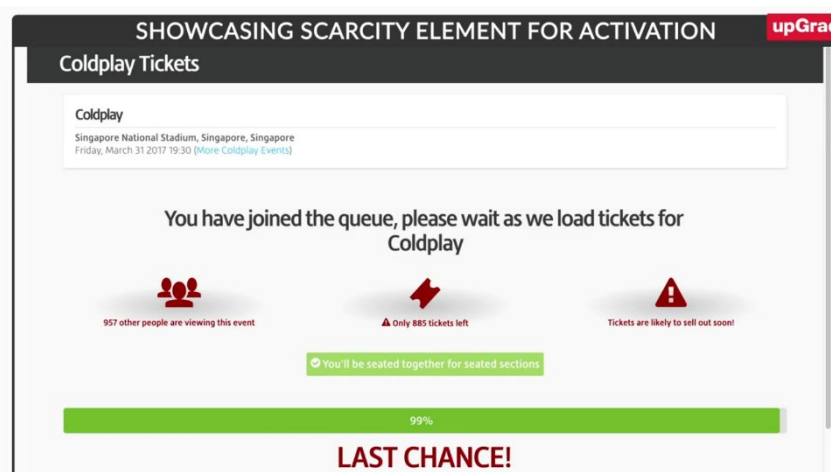 SHOWCASING SCARCITY ELEMENT FOR ACTIVATION
upGrad
Coldplay Tickets
Coldplay
Singapore National Stadium, Singapore, Singapore
Friday, March 31 2017 19:30 (More Coldplay Events)
You have joined the queue, please wait as we load tickets for
Coldplay
957 other people are viewing this event
Only 885 tickets left
Tickets are likely to sell out soon!
You'll be seated together for seated sections
99%
LAST CHANCE!